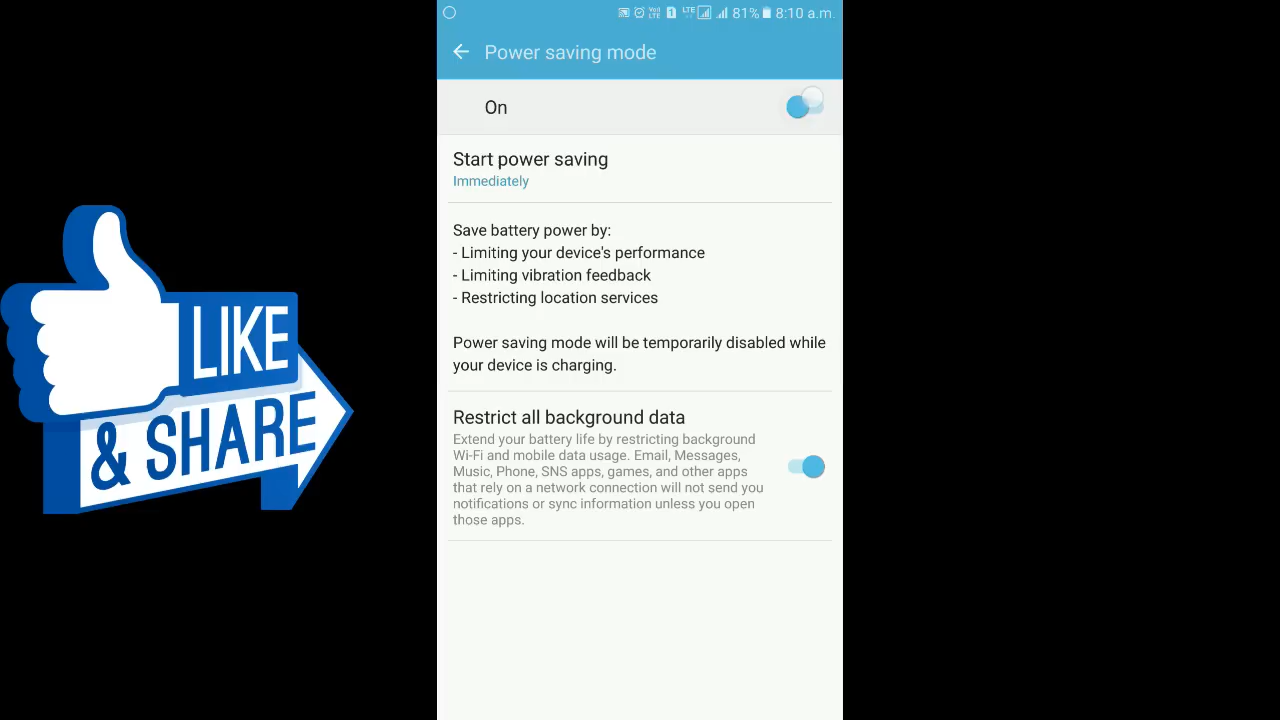 Vo)) LTE 1 LTE 81% 8:10 a.m.
Power saving mode
On
Start power saving
Immediately
Save battery power by:
- Limiting your device's performance
- Limiting vibration feedback
- Restricting location services
Power saving mode will be temporarily disabled while
your device is charging.
Restrict all background data
Extend your battery life by restricting background
Wi-Fi and mobile data usage. Email, Messages,
Music, Phone, SNS apps, games, and other apps
that rely on a network connection will not send you
notifications or sync information unless you open
those apps.
LIKE
& SHARE